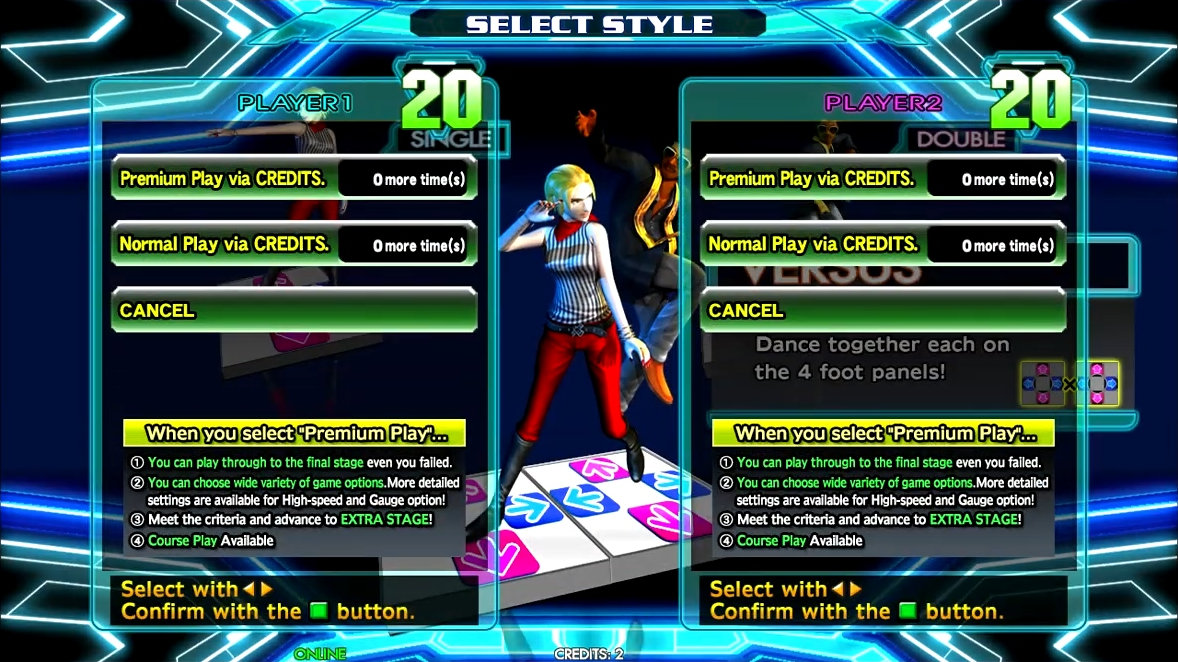 SELECT STYLE
PLAYER1
20
SINGLE
Premium Play via CREDITS. 0 more time(s)
Normal Play via CREDITS. 0 more time(s)
CANCEL
When you select "Premium Play"...
① You can play through to the final stage even you failed.
② You can choose wide variety of game options.More detailed
settings are available for High-speed and Gauge option!
③ Meet the criteria and advance to EXTRA STAGE!
④ Course Play Available
Select with ◀ ▶
Confirm with the button.
PLAYER2
20
DOUBLE
Premium Play via CREDITS. 0 more time(s)
Normal Play via CREDITS. 0 more time(s)
VERSUS
CANCEL
Dance together each on
the 4 foot panels!
When you select "Premium Play"...
① You can play through to the final stage even you failed.
② You can choose wide variety of game options.More detailed
settings are available for High-speed and Gauge option!
③ Meet the criteria and advance to EXTRA STAGE!
④ Course Play Available
Select with ◀ ▶
Confirm with the button.
ONLINE
CREDITS: 2